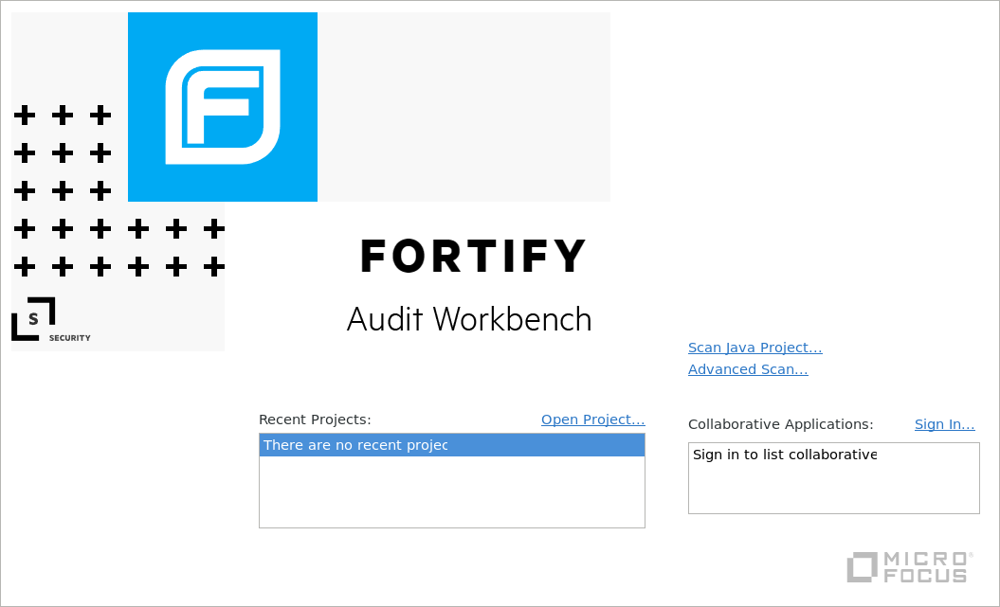 F
S
SECURITY
FORTIFY
Audit Workbench
Scan Java Project...
Advanced Scan...
Recent Projects: Open Project...
There are no recent projec
Collaborative Applications: Sign In...
Sign in to list collaborative
MICRO
FOCUS